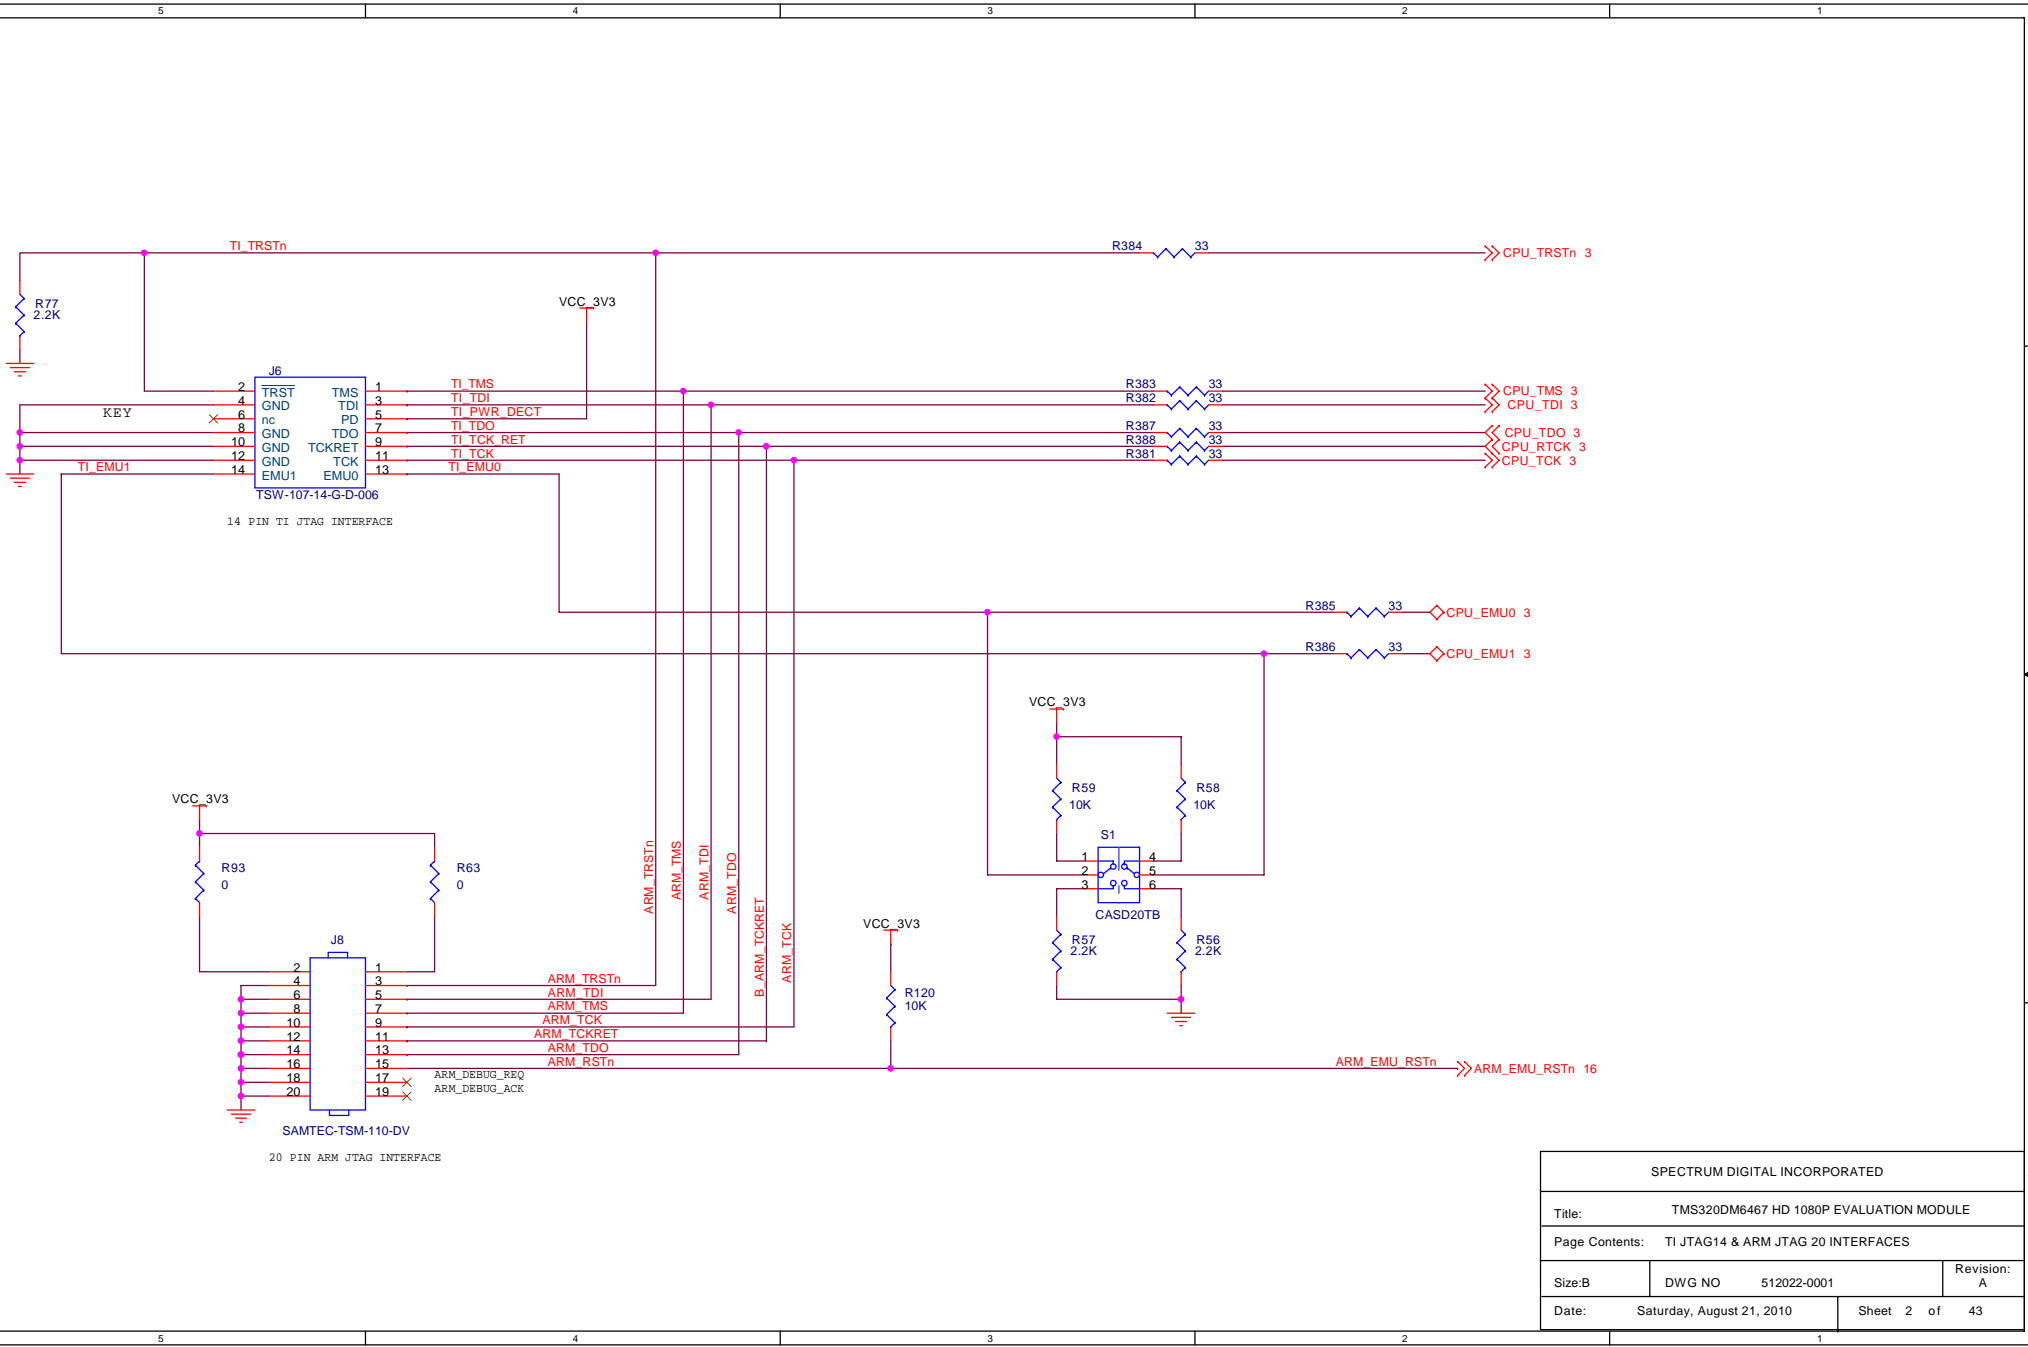 5 4 3 2 1
TI_TRSTn
R384 33
CPU_TRSTn 3
R77
2.2K
VCC_3V3
J6
2 TRST TMS 1 TI_TMS R383 33 CPU_TMS 3
4 GND TDI 3 TI_TDI R382 33 CPU_TDI 3
KEY
6 nc PD 5 TI_PWR_DECT
8 GND TDO 7 TI_TDO R387 33 CPU_TDO 3
10 GND TCKRET 9 TI_TCK_RET R388 33 CPU_RTCK 3
12 GND TCK 11 TI_TCK R381 33 CPU_TCK 3
TI_EMU1 14 EMU1 EMU0 13 TI_EMU0
TSW-107-14-G-D-006
14 PIN TI JTAG INTERFACE
R385 33 CPU_EMU0 3
R386 33 CPU_EMU1 3
VCC_3V3
R59
10K
R58
10K
S1
1 4
2 5
3 6
CASD20TB
R57
2.2K
R56
2.2K
VCC_3V3
R93
0
R63
0
ARM_TRSTn
ARM_TMS
ARM_TDI
ARM_TDO
B_ARM_TCKRET
ARM_TCK
VCC_3V3
R120
10K
J8
2 1
4 3 ARM_TRSTn
6 5 ARM_TDI
8 7 ARM_TMS
10 9 ARM_TCK
12 11 ARM_TCKRET
14 13 ARM_TDO
16 15 ARM_RSTn ARM_EMU_RSTn ARM_EMU_RSTn 16
18 17 ARM_DEBUG_REQ
20 19 ARM_DEBUG_ACK
SAMTEC-TSM-110-DV
20 PIN ARM JTAG INTERFACE
SPECTRUM DIGITAL INCORPORATED
Title: TMS320DM6467 HD 1080P EVALUATION MODULE
Page Contents: TI JTAG14 & ARM JTAG 20 INTERFACES
Size:B DWG NO 512022-0001 Revision:
A
Date: Saturday, August 21, 2010 Sheet 2 of 43
5 4 3 2 1